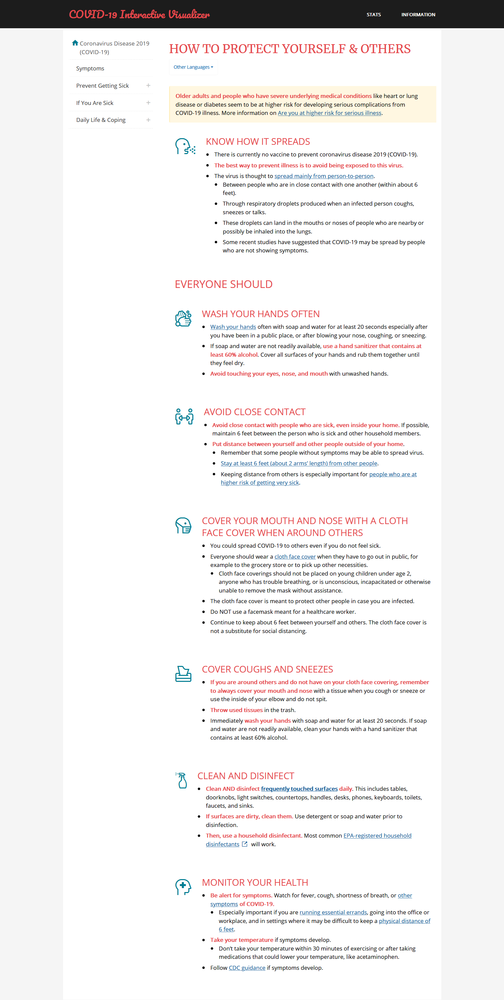 COVID-19 Interactive Visualizer
STATS
INFORMATION
Coronavirus Disease 2019
(COVID-19)
Symptoms
Prevent Getting Sick +
If You Are Sick +
Daily Life & Coping +
HOW TO PROTECT YOURSELF & OTHERS
Other Languages
Older adults and people who have severe underlying medical conditions like heart or lung
disease or diabetes seem to be at higher risk for developing serious complications from
COVID-19 illness. More information on Are you at higher risk for serious illness.
KNOW HOW IT SPREADS
• There is currently no vaccine to prevent coronavirus disease 2019 (COVID-19).
• The best way to prevent illness is to avoid being exposed to this virus.
• The virus is thought to spread mainly from person-to-person.
• Between people who are in close contact with one another (within about 6
feet).
• Through respiratory droplets produced when an infected person coughs,
sneezes or talks.
• These droplets can land in the mouths or noses of people who are nearby or
possibly be inhaled into the lungs.
• Some recent studies have suggested that COVID-19 may be spread by people
who are not showing symptoms.
EVERYONE SHOULD
WASH YOUR HANDS OFTEN
• Wash your hands often with soap and water for at least 20 seconds especially after
you have been in a public place, or after blowing your nose, coughing, or sneezing.
• If soap and water are not readily available, use a hand sanitizer that contains at
least 60% alcohol. Cover all surfaces of your hands and rub them together until
they feel dry.
• Avoid touching your eyes, nose, and mouth with unwashed hands.
AVOID CLOSE CONTACT
• Avoid close contact with people who are sick, even inside your home. If possible,
maintain 6 feet between the person who is sick and other household members.
• Put distance between yourself and other people outside of your home.
• Remember that some people without symptoms may be able to spread virus.
• Stay at least 6 feet (about 2 arms’ length) from other people.
• Keeping distance from others is especially important for people who are at
higher risk of getting very sick.
COVER YOUR MOUTH AND NOSE WITH A CLOTH
FACE COVER WHEN AROUND OTHERS
• You could spread COVID-19 to others even if you do not feel sick.
• Everyone should wear a cloth face cover when they have to go out in public, for
example to the grocery store or to pick up other necessities.
• Cloth face coverings should not be placed on young children under age 2,
anyone who has trouble breathing, or is unconscious, incapacitated or otherwise
unable to remove the mask without assistance.
• The cloth face cover is meant to protect other people in case you are infected.
• Do NOT use a facemask meant for a healthcare worker.
• Continue to keep about 6 feet between yourself and others. The cloth face cover is
not a substitute for social distancing.
COVER COUGHS AND SNEEZES
• If you are around others and do not have on your cloth face covering, remember
to always cover your mouth and nose with a tissue when you cough or sneeze or
use the inside of your elbow and do not spit.
• Throw used tissues in the trash.
• Immediately wash your hands with soap and water for at least 20 seconds. If soap
and water are not readily available, clean your hands with a hand sanitizer that
contains at least 60% alcohol.
CLEAN AND DISINFECT
• Clean AND disinfect frequently touched surfaces daily. This includes tables,
doorknobs, light switches, countertops, handles, desks, phones, keyboards, toilets,
faucets, and sinks.
• If surfaces are dirty, clean them. Use detergent or soap and water prior to
disinfection.
• Then, use a household disinfectant. Most common EPA-registered household
disinfectants will work.
MONITOR YOUR HEALTH
• Be alert for symptoms. Watch for fever, cough, shortness of breath, or other
symptoms of COVID-19.
• Especially important if you are running essential errands, going into the office or
workplace, and in settings where it may be difficult to keep a physical distance of
6 feet.
• Take your temperature if symptoms develop.
• Don’t take your temperature within 30 minutes of exercising or after taking
medications that could lower your temperature, like acetaminophen.
• Follow CDC guidance if symptoms develop.